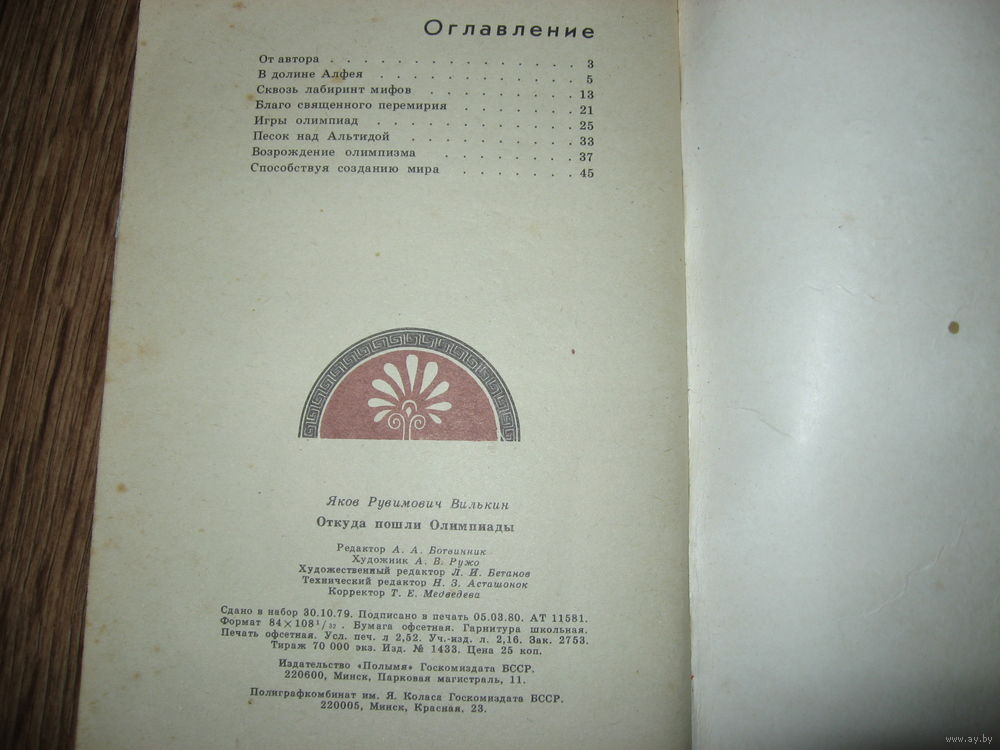 Оглавление
От автора . . . . . . . . . . . . . . . . 3
В долине Алфея . . . . . . . . . . . . . 5
Сквозь лабиринт мифов . . . . . . . . . 13
Благо священного перемирия . . . . . . . 21
Игры олимпиад . . . . . . . . . . . . 25
Песок над Альтидой . . . . . . . . . . 33
Возрождение олимпизма . . . . . . . . 37
Способствуя созданию мира . . . . . . . 45
Яков Рувимович Вилькин
Откуда пошли Олимпиады
Редактор А. А. Ботвинник
Художник А. В. Ружо
Художественный редактор Л. И. Бетанов
Технический редактор Н. З. Асташонок
Корректор Т. Е. Медведева
Сдано в набор 30.10.79. Подписано в печать 05.03.80. АТ 11581.
Формат 84×108¹/₃₂. Бумага офсетная. Гарнитура школьная.
Печать офсетная. Усл. печ. л 2,52. Уч.-изд. л. 2,16. Зак. 2753.
Тираж 70 000 экз. Изд. № 1433. Цена 25 коп.
Издательство «Полымя» Госкомиздата БССР.
220600, Минск, Парковая магистраль, 11.
Полиграфкомбинат им. Я. Коласа Госкомиздата БССР.
220005, Минск, Красная. 23.
www.ay.by